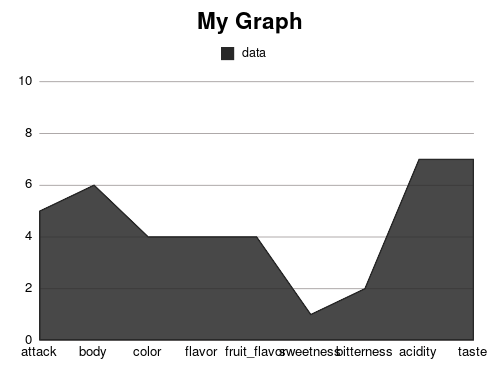 My Graph
data
10
8
6
4
2
0
attack body color flavor fruit_flavor sweetness bitterness acidity taste